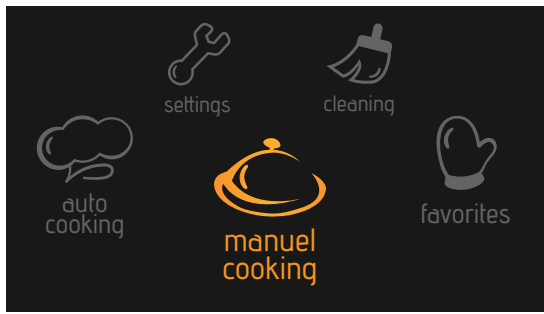 settings
cleaning
auto
cooking
manuel
cooking
favorites